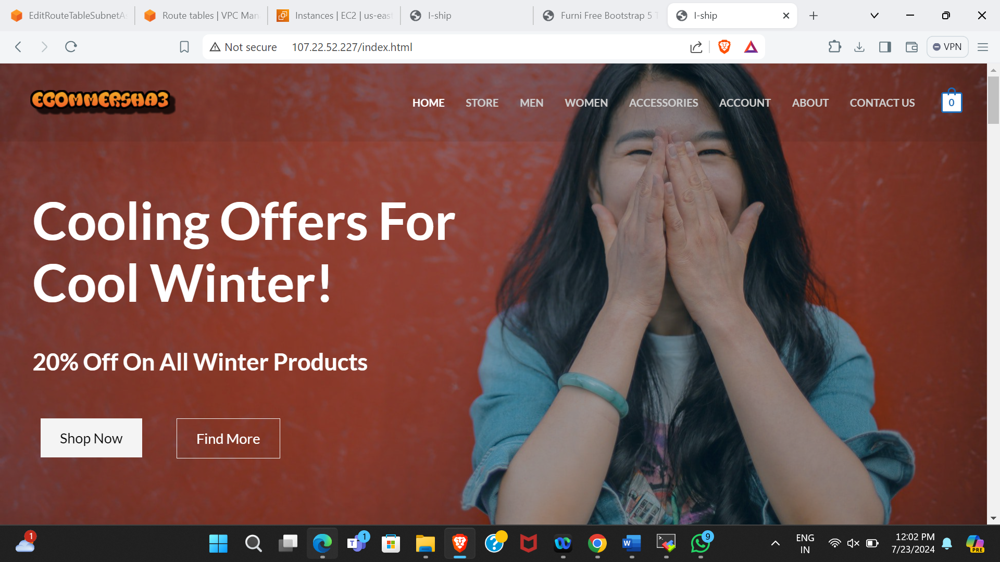 EditRouteTableSubnetAs
Route tables | VPC Man
Instances | EC2 | us-east
I-ship
Furni Free Bootstrap 5 T
I-ship
Not secure
107.22.52.227/index.html
VPN
ECOMMERSHA3
HOME
STORE
MEN
WOMEN
ACCESSORIES
ACCOUNT
ABOUT
CONTACT US
0
Cooling Offers For
Cool Winter!
20% Off On All Winter Products
Shop Now
Find More
1
T
1
?
W
9
ENG
IN
12:02 PM
7/23/2024
PRE